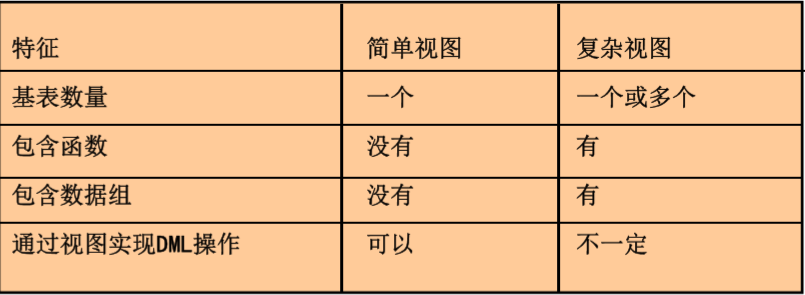 特征 简单视图 复杂视图
基表数量 一个 一个或多个
包含函数 没有 有
包含数据组 没有 有
通过视图实现DML操作 可以 不一定